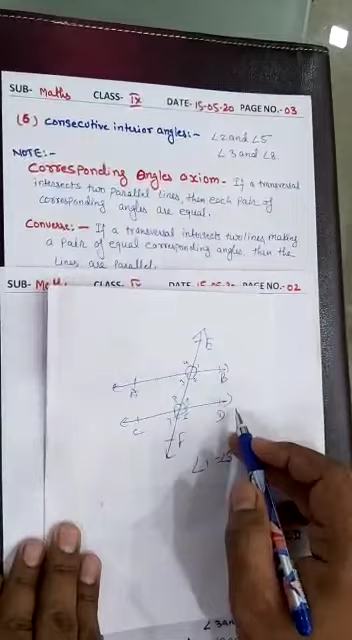 SUB- Maths CLASS- IX DATE- 15-05-20 PAGE NO.- 03
(6) Consecutive interior angles:- ∠2 and ∠5
∠3 and ∠8.
NOTE:-
Corresponding Angles axiom- If a transversal
intersects two parallel lines, then each pair of
corresponding angles are equal.
Converse:- If a transversal intersects two lines making
a pair of equal corresponding angles, then the
lines are parallel.
SUB- CLASS- IX DATE- PAGE NO.- 02
E
A
B
C
D
F
∠1